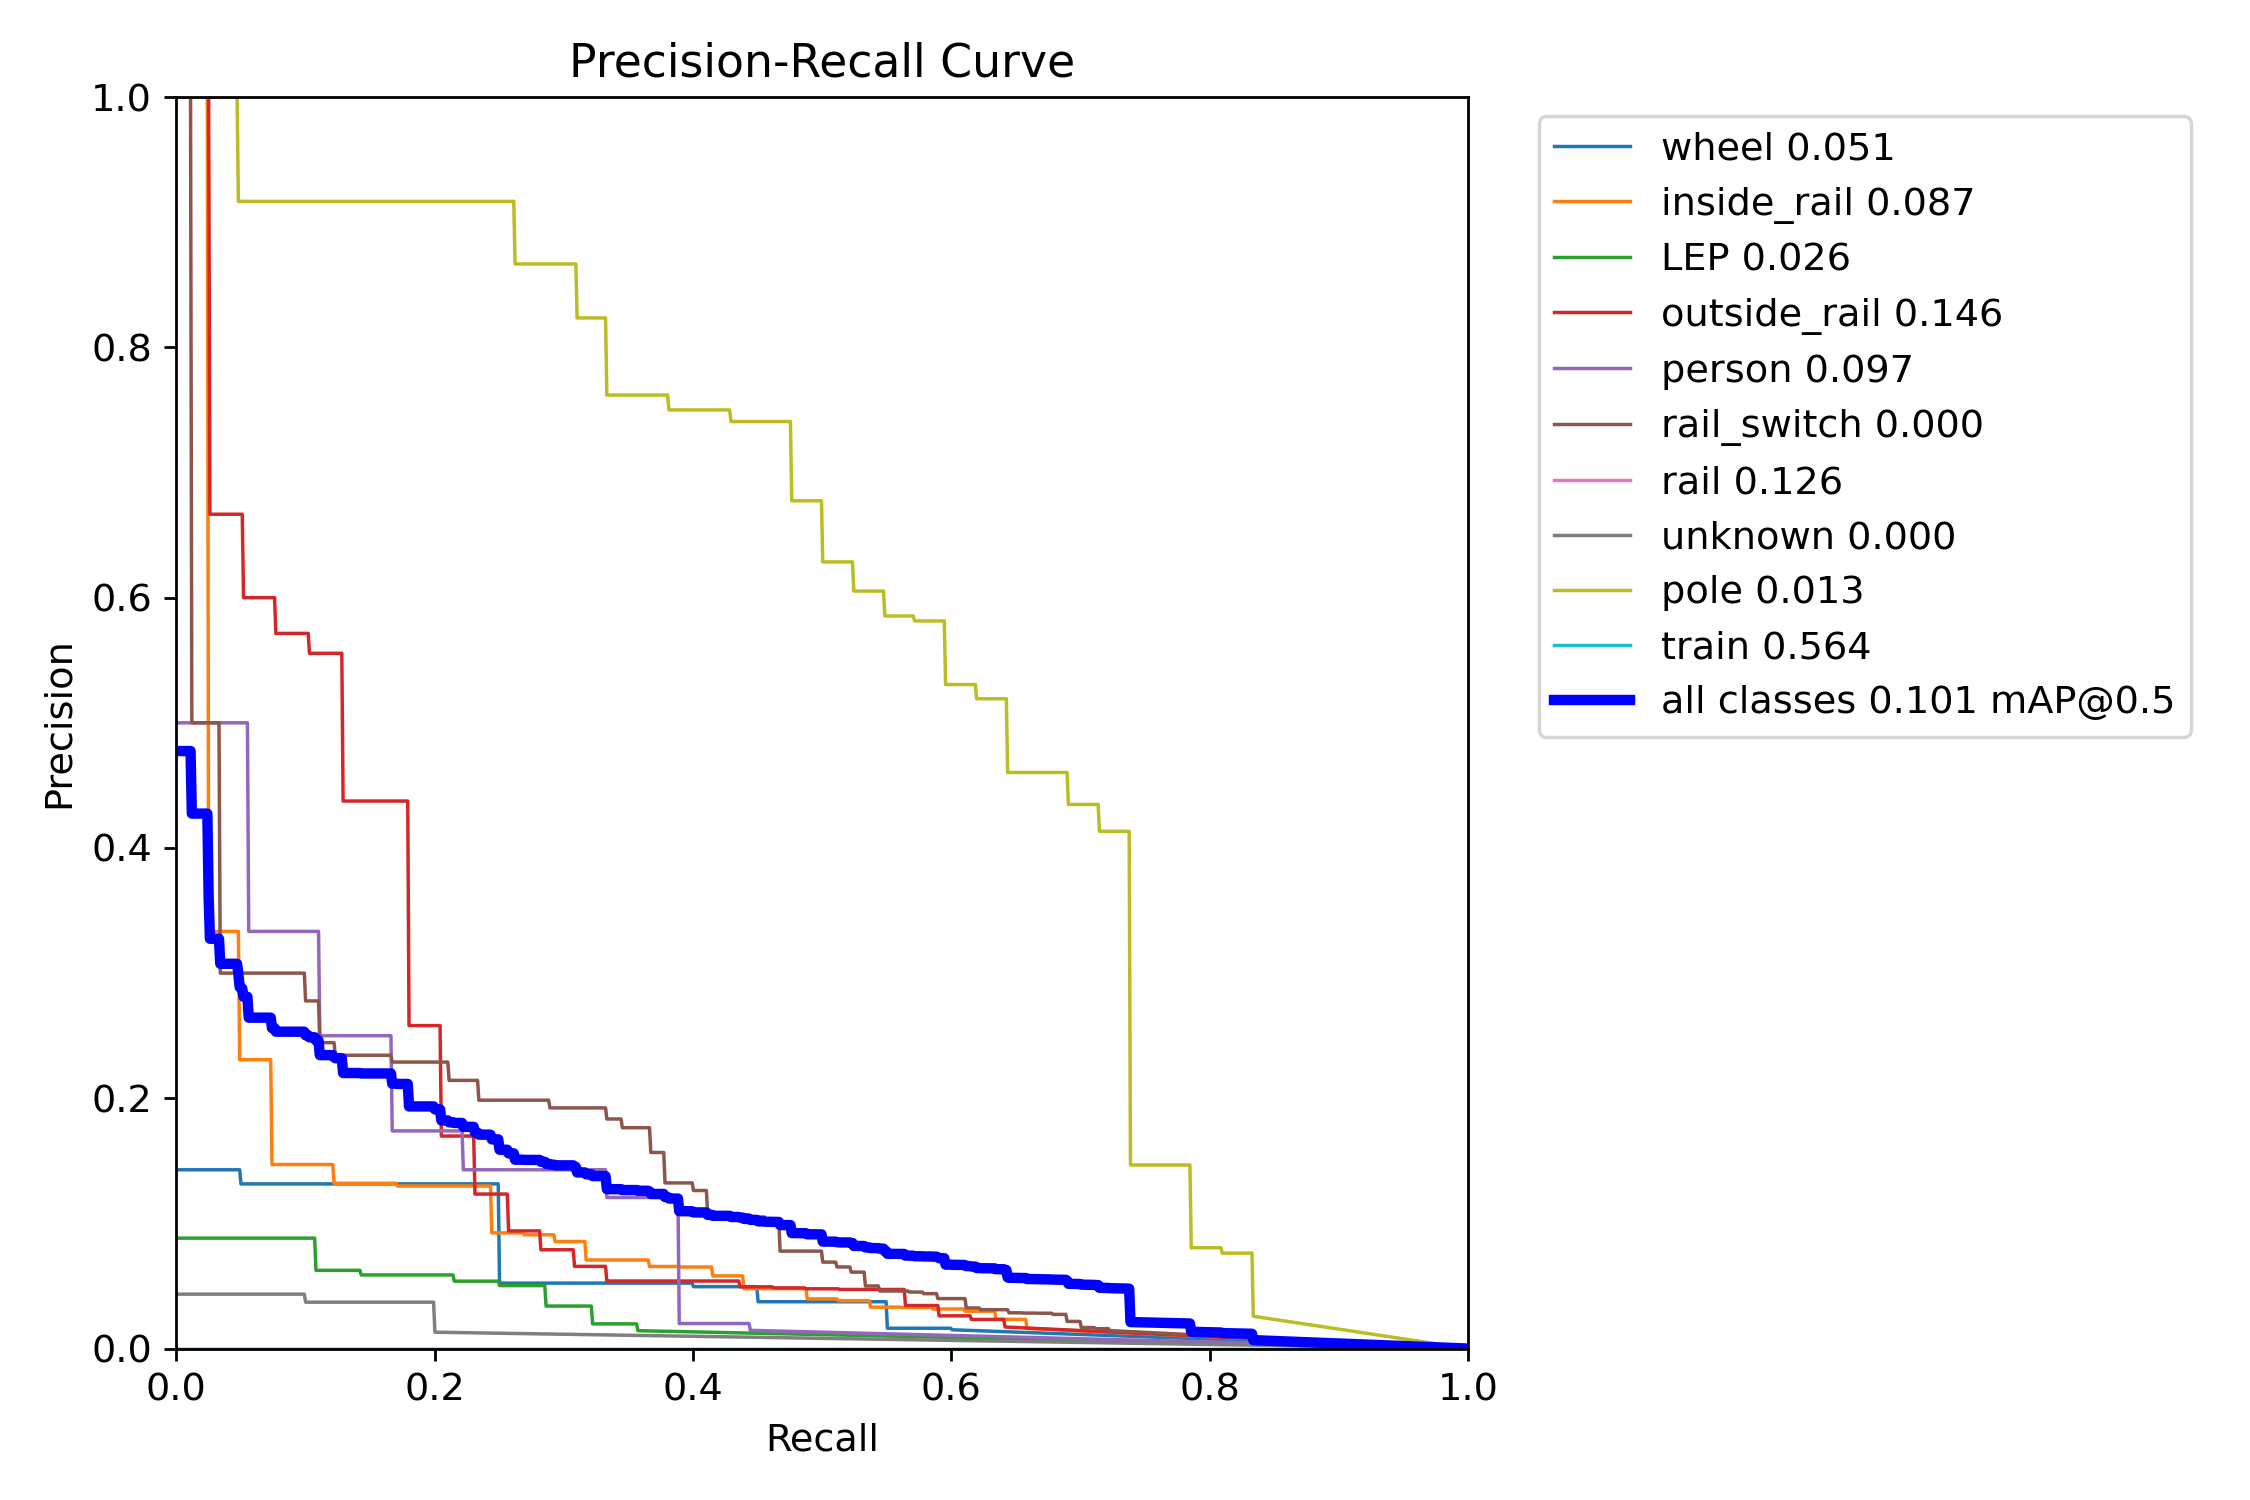 Precision-Recall Curve
1.0
0.8
0.6
0.4
0.2
0.0
Precision
0.0 0.2 0.4 0.6 0.8 1.0
Recall
wheel 0.051
inside_rail 0.087
LEP 0.026
outside_rail 0.146
person 0.097
rail_switch 0.000
rail 0.126
unknown 0.000
pole 0.013
train 0.564
all classes 0.101 mAP@0.5